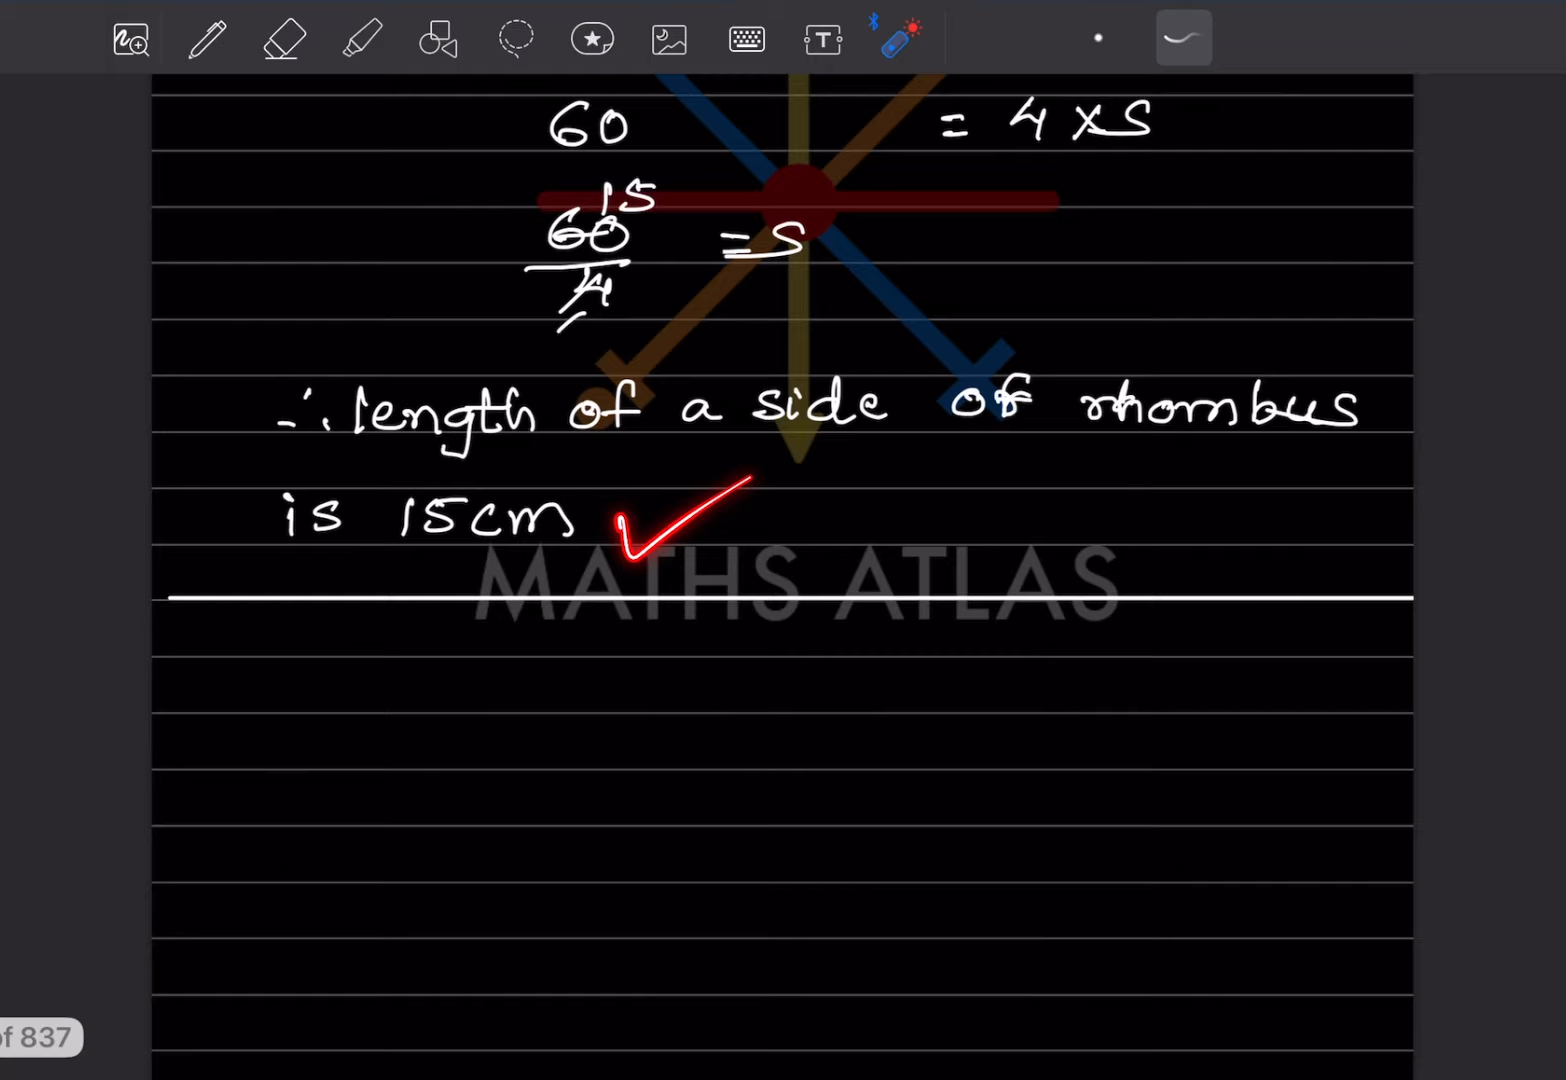 60 = 4 x S
15
60 = S
4
∴ length of a side of rhombus
is 15cm
MATHS ATLAS
of 837